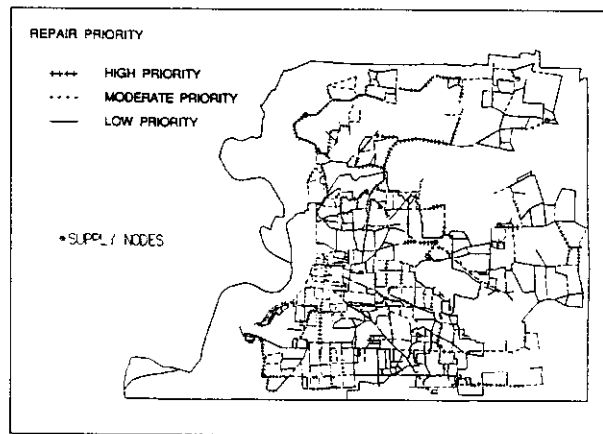 REPAIR PRIORITY
HIGH PRIORITY
MODERATE PRIORITY
LOW PRIORITY
SUPPLY NODES